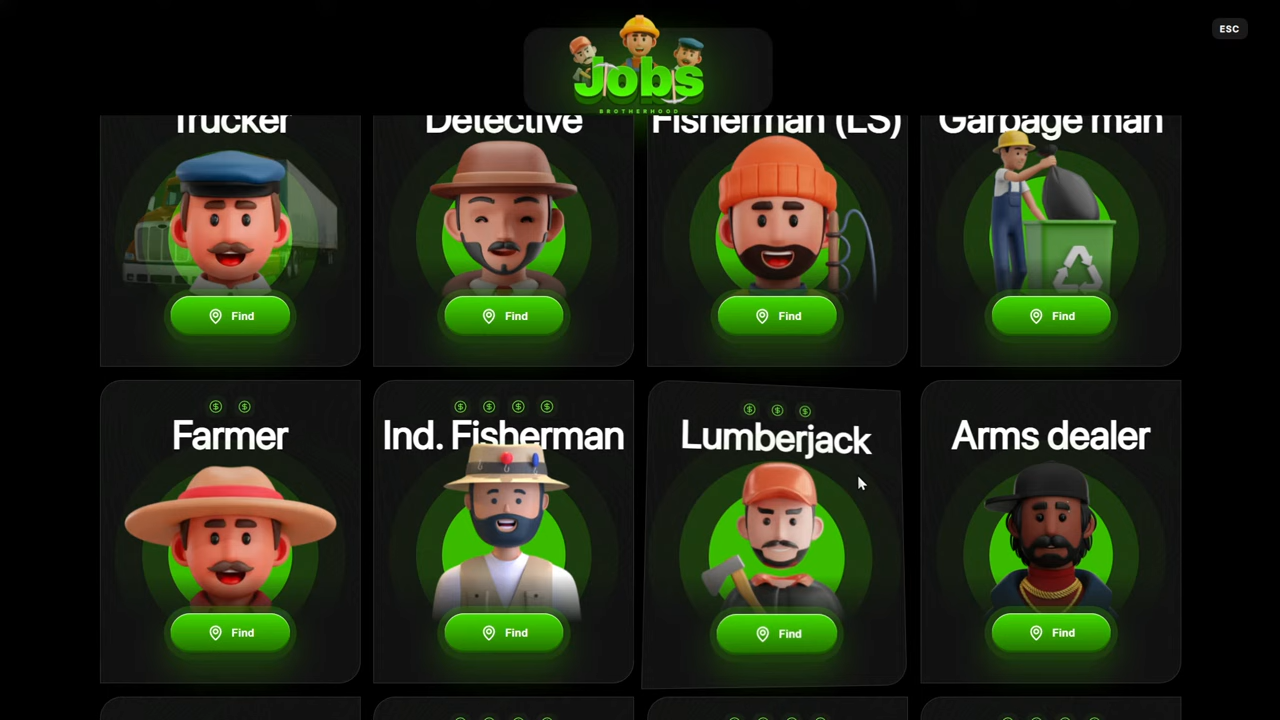 ESC
Jobs
BROTHERHOOD
Trucker
Detective
Fisherman (LS)
Garbage man
Find
Find
Find
Find
Farmer
Ind. Fisherman
Lumberjack
Arms dealer
Find
Find
Find
Find